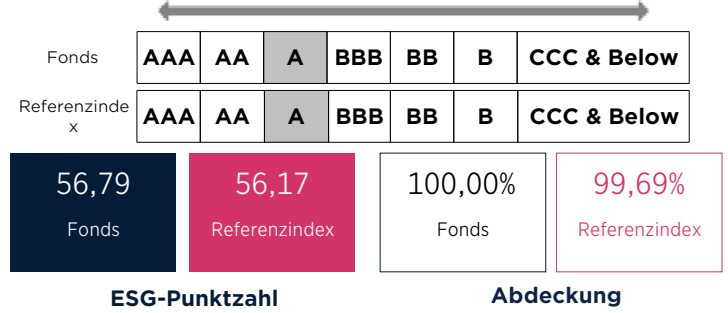 Fonds AAA AA A BBB BB B CCC & Below
Referenzinde
x AAA AA A BBB BB B CCC & Below
56,79 56,17 100,00% 99,69%
Fonds Referenzindex Fonds Referenzindex
ESG-Punktzahl Abdeckung